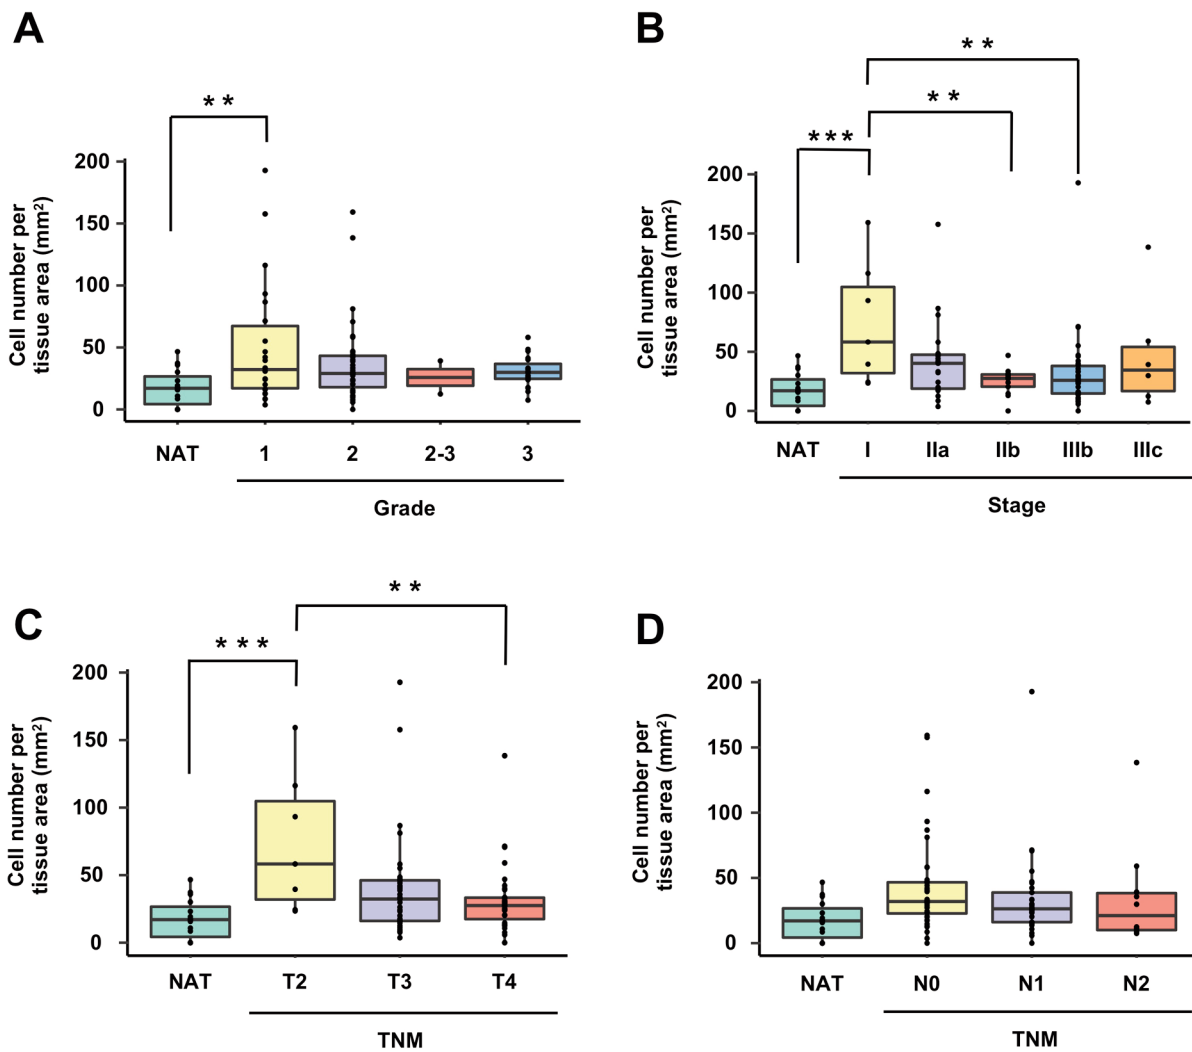 A
**
200
150
100
50
0
Cell number per
tissue area (mm²)
NAT 1 2 2-3 3
Grade
B
**
**
***
200
150
100
50
0
Cell number per
tissue area (mm²)
NAT I IIa IIb IIIb IIIc
Stage
C
**
***
200
150
100
50
0
Cell number per
tissue area (mm²)
NAT T2 T3 T4
TNM
D
200
150
100
50
0
Cell number per
tissue area (mm²)
NAT N0 N1 N2
TNM